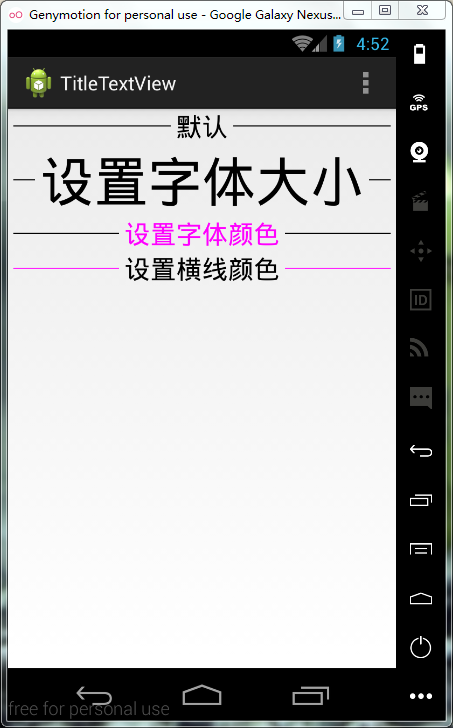 Genymotion for personal use - Google Galaxy Nexus...
4:52
TitleTextView
GPS
默认
设置字体大小
设置字体颜色
设置横线颜色
ID
free for personal use